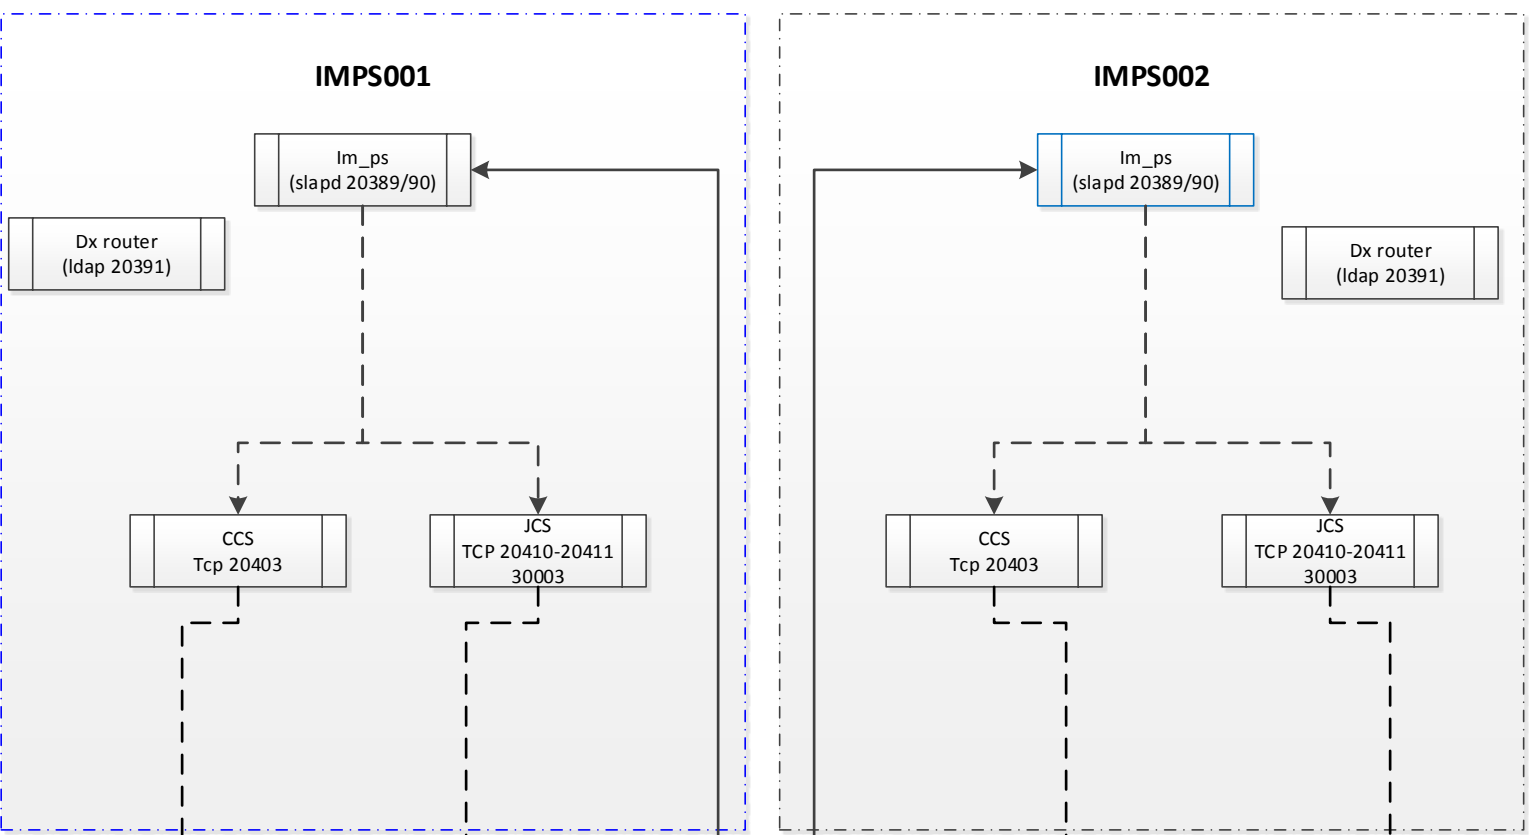 IMPS001
Im_ps
(slapd 20389/90)
Dx router
(ldap 20391)
CCS
Tcp 20403
JCS
TCP 20410-20411
30003
IMPS002
Im_ps
(slapd 20389/90)
Dx router
(ldap 20391)
CCS
Tcp 20403
JCS
TCP 20410-20411
30003